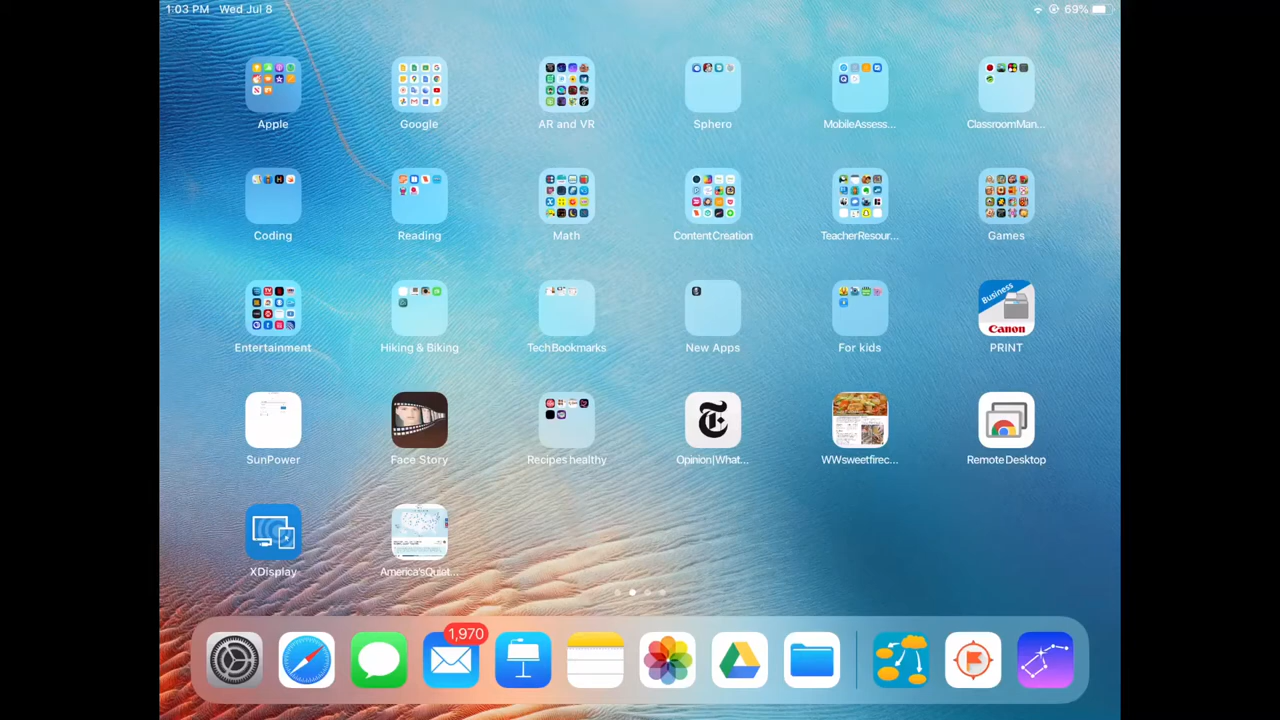 1:03 PM Wed Jul 8 69%
Apple Google AR and VR Sphero MobileAssess... ClassroomMan...
Coding Reading Math ContentCreation TeacherResour... Games
Business
Canon
Entertainment Hiking & Biking TechBookmarks New Apps For kids PRINT
SunPower Face Story Recipes healthy Opinion|What... WWsweetfirec... Remote Desktop
XDisplay America'sQuiet...
1,970